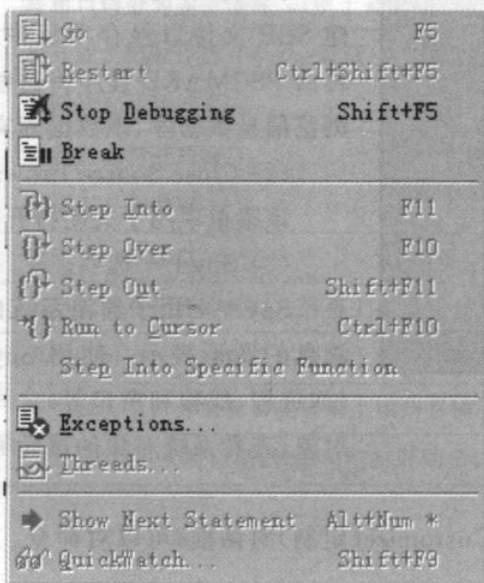 Go F5
Restart Ctrl+Shift+F5
Stop Debugging Shift+F5
Break
Step Into F11
Step Over F10
Step Out Shift+F11
Run to Cursor Ctrl+F10
Step Into Specific Function
Exceptions...
Threads...
Show Next Statement Alt+Num *
QuickWatch... Shift+F9